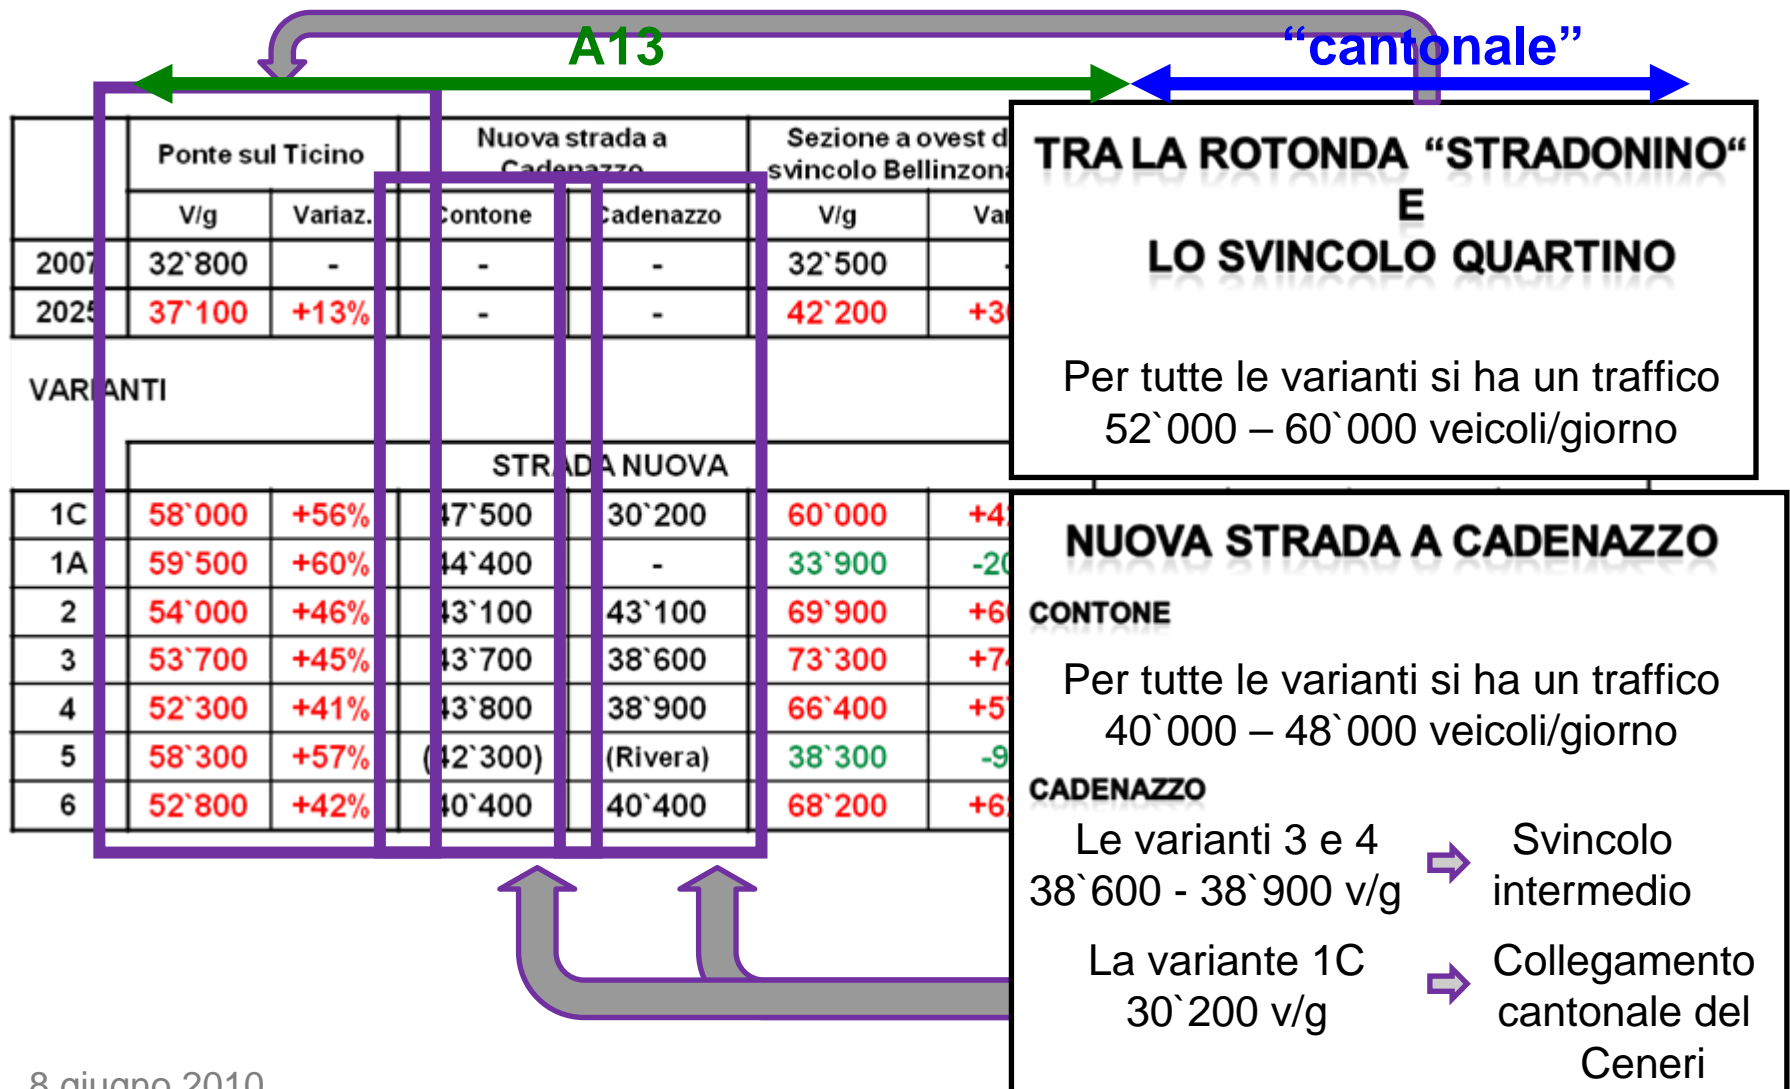 A13 “cantonale”
Ponte sul Ticino Nuova strada a Cadenazzo Sezione a ovest svincolo
V/g Variaz. Contone Cadenazzo V/g
2007 32`800 - - - 32`500
2025 37`100 +13% - - 42`200
VARIANTI
STRADA NUOVA
1C 58`000 +56% 47`500 30`200 60`000
1A 59`500 +60% 44`400 - 33`900
2 54`000 +46% 43`100 43`100 69`900
3 53`700 +45% 43`700 38`600 73`300
4 52`300 +41% 43`800 38`900 66`400
5 58`300 +57% (42`300) (Rivera) 38`300
6 52`800 +42% 40`400 40`400 68`200
TRA LA ROTONDA “STRADONINO“
E
LO SVINCOLO QUARTINO
Per tutte le varianti si ha un traffico
52`000 – 60`000 veicoli/giorno
NUOVA STRADA A CADENAZZO
CONTONE
Per tutte le varianti si ha un traffico
40`000 – 48`000 veicoli/giorno
CADENAZZO
Le varianti 3 e 4
38`600 - 38`900 v/g
Svincolo
intermedio
La variante 1C
30`200 v/g
Collegamento
cantonale del
Ceneri
8 giugno 2010